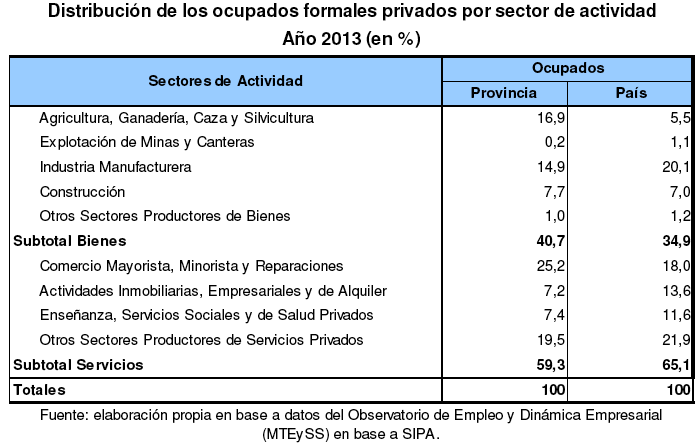 Distribución de los ocupados formales privados por sector de actividad
Año 2013 (en %)
Sectores de Actividad Ocupados
Provincia País
Agricultura, Ganadería, Caza y Silvicultura 16,9 5,5
Explotación de Minas y Canteras 0,2 1,1
Industria Manufacturera 14,9 20,1
Construcción 7,7 7,0
Otros Sectores Productores de Bienes 1,0 1,2
Subtotal Bienes 40,7 34,9
Comercio Mayorista, Minorista y Reparaciones 25,2 18,0
Actividades Inmobiliarias, Empresariales y de Alquiler 7,2 13,6
Enseñanza, Servicios Sociales y de Salud Privados 7,4 11,6
Otros Sectores Productores de Servicios Privados 19,5 21,9
Subtotal Servicios 59,3 65,1
Totales 100 100
Fuente: elaboración propia en base a datos del Observatorio de Empleo y Dinámica Empresarial
(MTEySS) en base a SIPA.